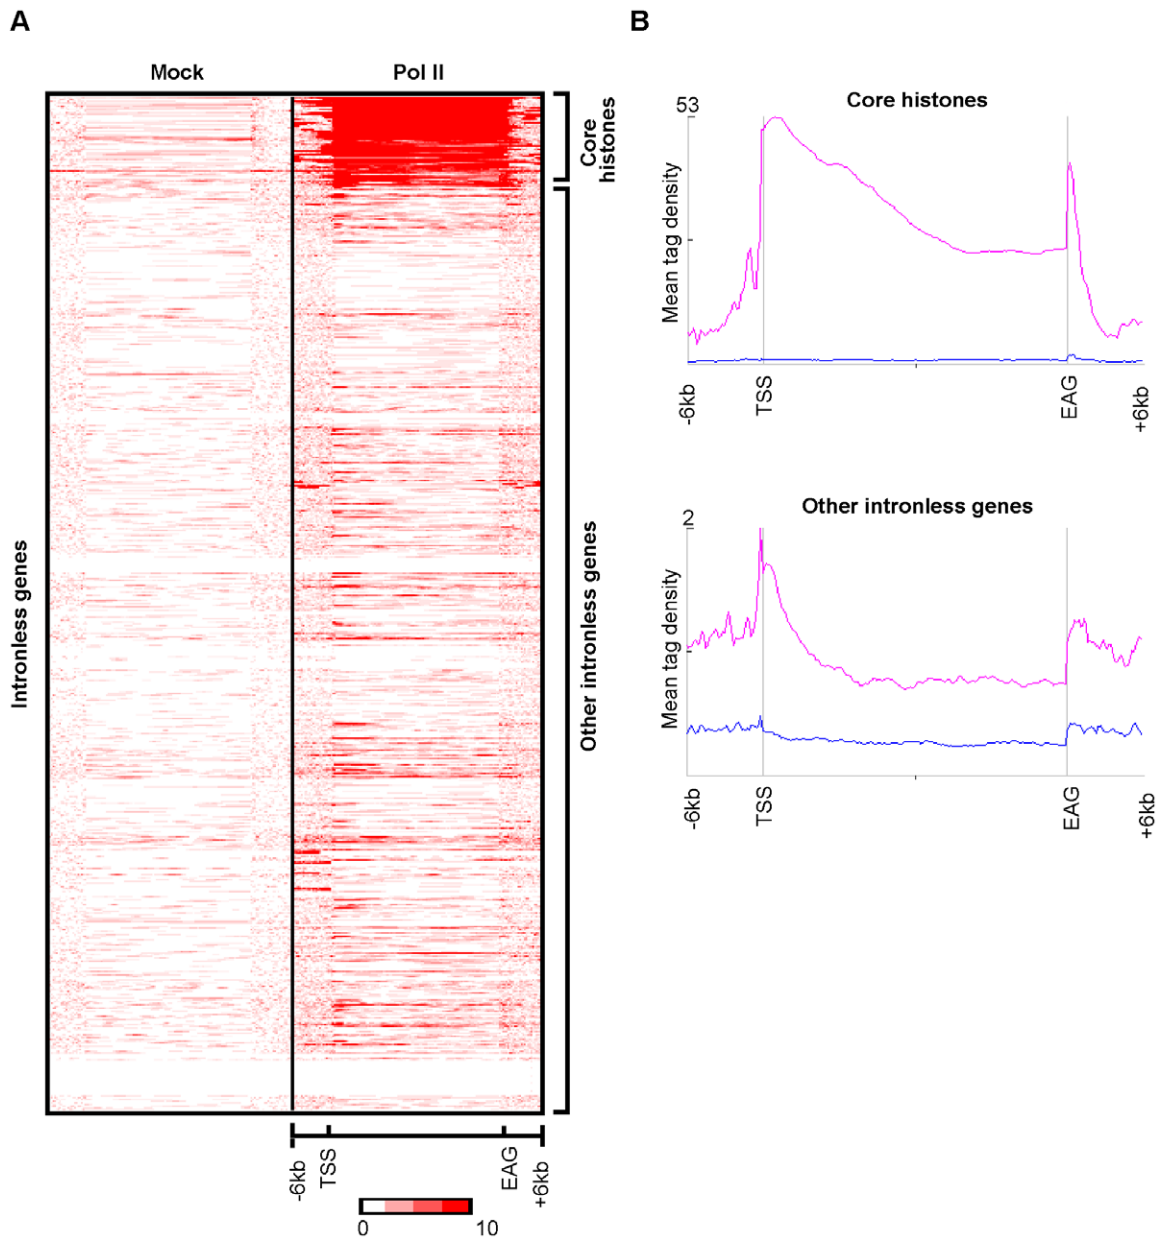 A
Mock
Pol II
Core
histones
Intronless genes
Other intronless genes
-6kb
TSS
EAG
+6kb
0
10
B
Core histones
53
Mean tag density
-6kb
TSS
EAG
+6kb
Other intronless genes
2
Mean tag density
-6kb
TSS
EAG
+6kb